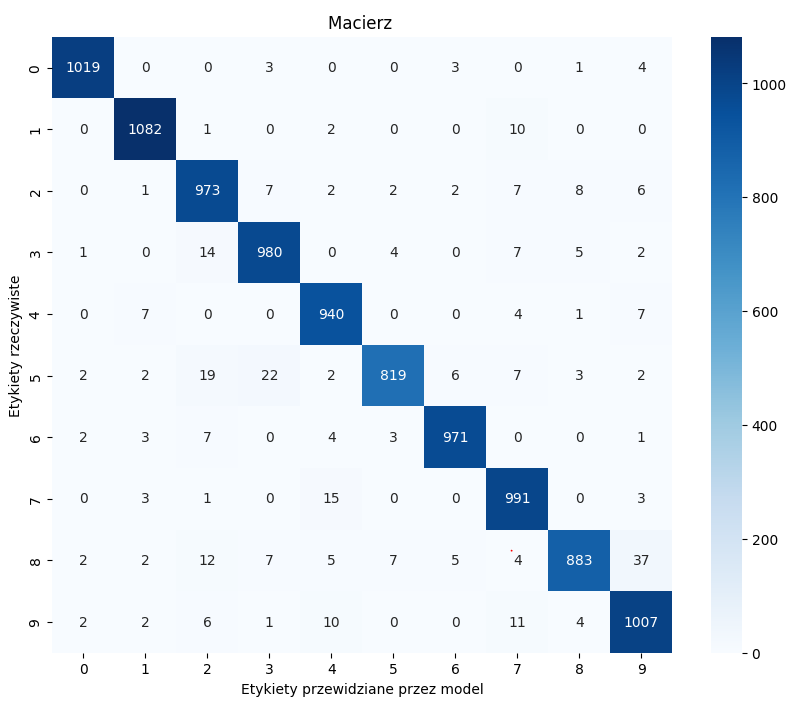 Macierz
0 1019 0 0 3 0 0 3 0 1 4
1 0 1082 1 0 2 0 0 10 0 0
2 0 1 973 7 2 2 2 7 8 6
3 1 0 14 980 0 4 0 7 5 2
4 0 7 0 0 940 0 0 4 1 7
5 2 2 19 22 2 819 6 7 3 2
6 2 3 7 0 4 3 971 0 0 1
7 0 3 1 0 15 0 0 991 0 3
8 2 2 12 7 5 7 5 4 883 37
9 2 2 6 1 10 0 0 11 4 1007
0 1 2 3 4 5 6 7 8 9
Etykiety przewidziane przez model
Etykiety rzeczywiste
1000
800
600
400
200
0